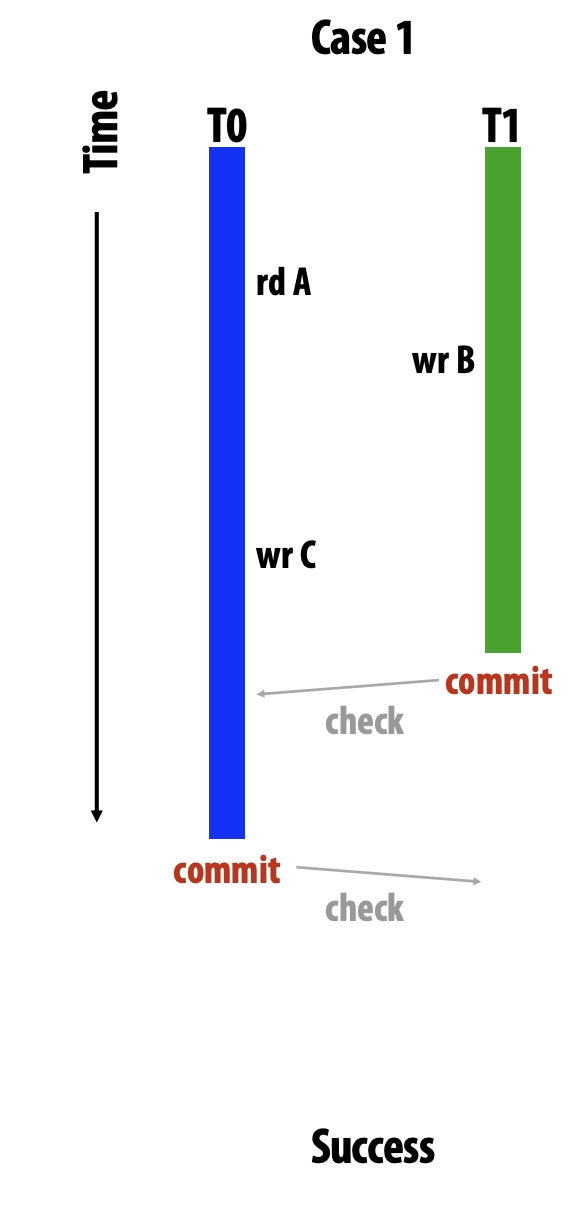 Case 1
Time
T0
T1
rd A
wr B
wr C
commit
check
commit
check
Success